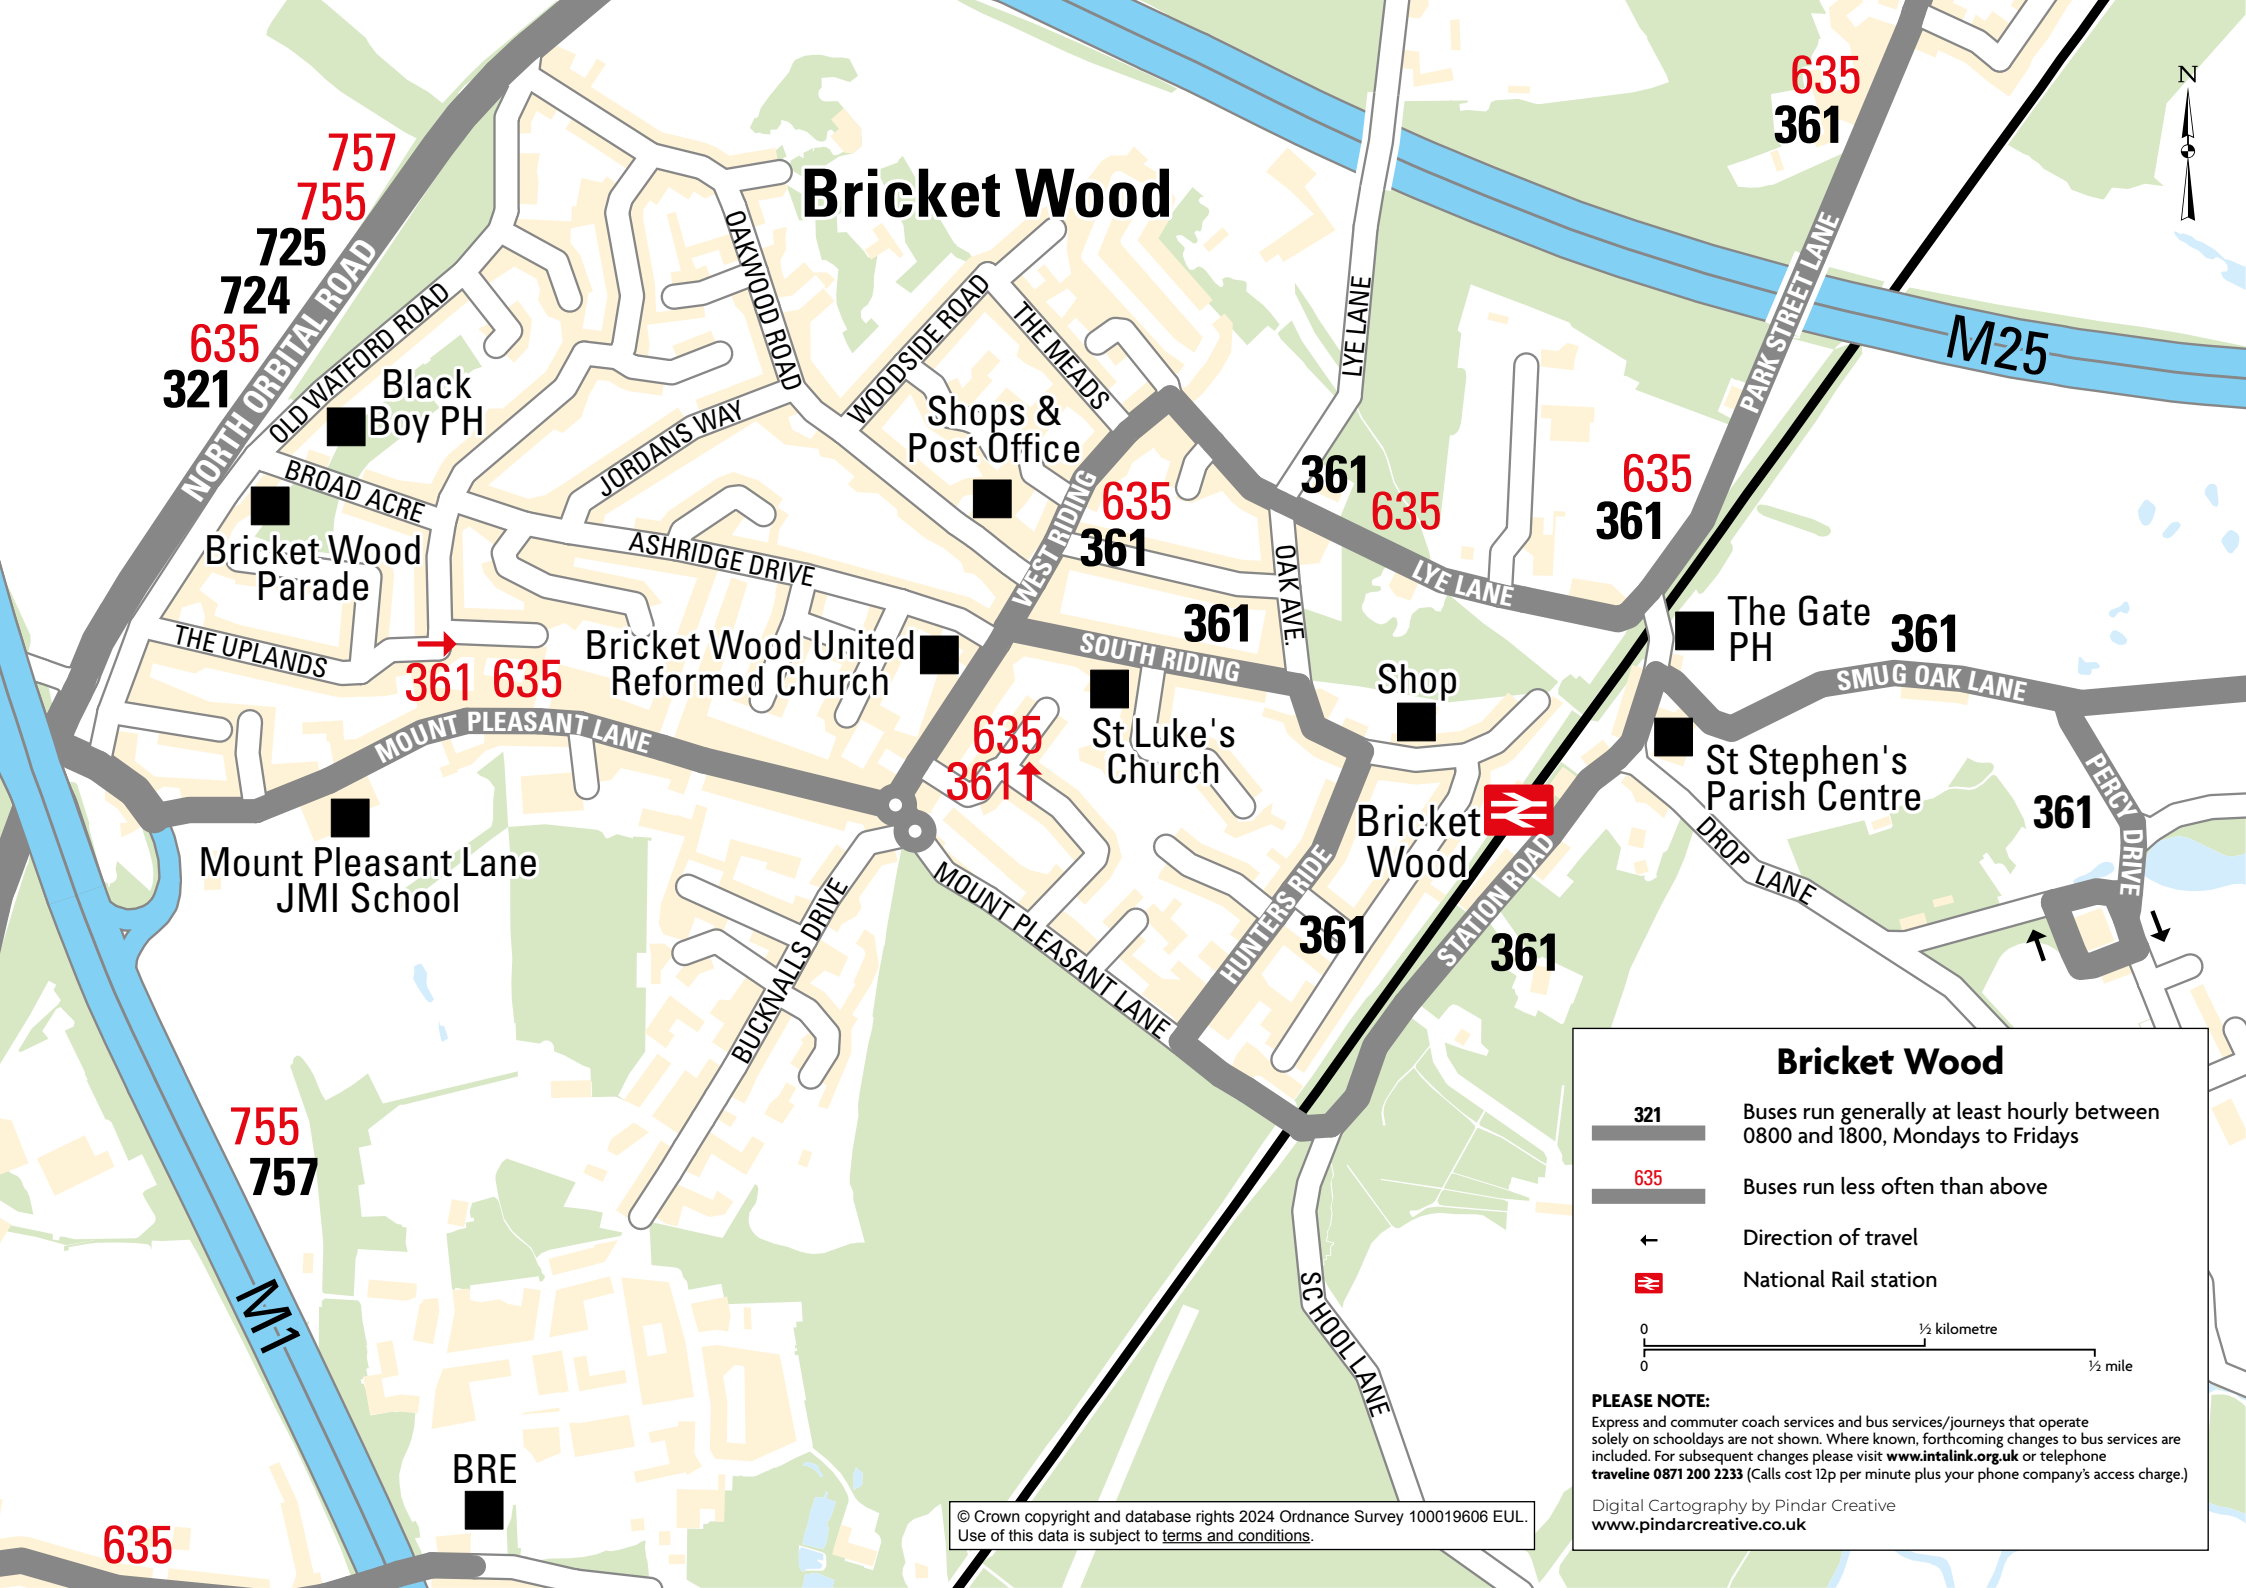 635
361
N
757
755
725
724
635
321
NORTH ORBITAL ROAD
OLD WATFORD ROAD
Bricket Wood
OAKWOOD ROAD
WOODSIDE ROAD
THE MEADS
LYE LANE
PARK STREET LANE
M25
Black
Boy PH
BROAD ACRE
JORDANS WAY
Shops &
Post Office
Bricket Wood
Parade
ASHRIDGE DRIVE
WEST RIDING
635
361
361
635
635
361
OAK AVE.
LYE LANE
THE UPLANDS
361 635
Bricket Wood United
Reformed Church
361
SOUTH RIDING
The Gate
PH
361
SMUG OAK LANE
Shop
MOUNT PLEASANT LANE
635
361
St Luke's
Church
St Stephen's
Parish Centre
PERCY DRIVE
361
Mount Pleasant Lane
JMI School
Bricket
Wood
DROP LANE
BUCKNALLS DRIVE
MOUNT PLEASANT LANE
HUNTERS RIDE
361
STATION ROAD
361
755
757
M1
SCHOOL LANE
BRE
635
Bricket Wood
321
Buses run generally at least hourly between
0800 and 1800, Mondays to Fridays
635
Buses run less often than above
Direction of travel
National Rail station
0 ½ kilometre
0 ½ mile
PLEASE NOTE:
Express and commuter coach services and bus services/journeys that operate
solely on schooldays are not shown. Where known, forthcoming changes to bus services are
included. For subsequent changes please visit www.intalink.org.uk or telephone
traveline 0871 200 2233 (Calls cost 12p per minute plus your phone company's access charge.)
Digital Cartography by Pindar Creative
www.pindarcreative.co.uk
© Crown copyright and database rights 2024 Ordnance Survey 100019606 EUL.
Use of this data is subject to terms and conditions.